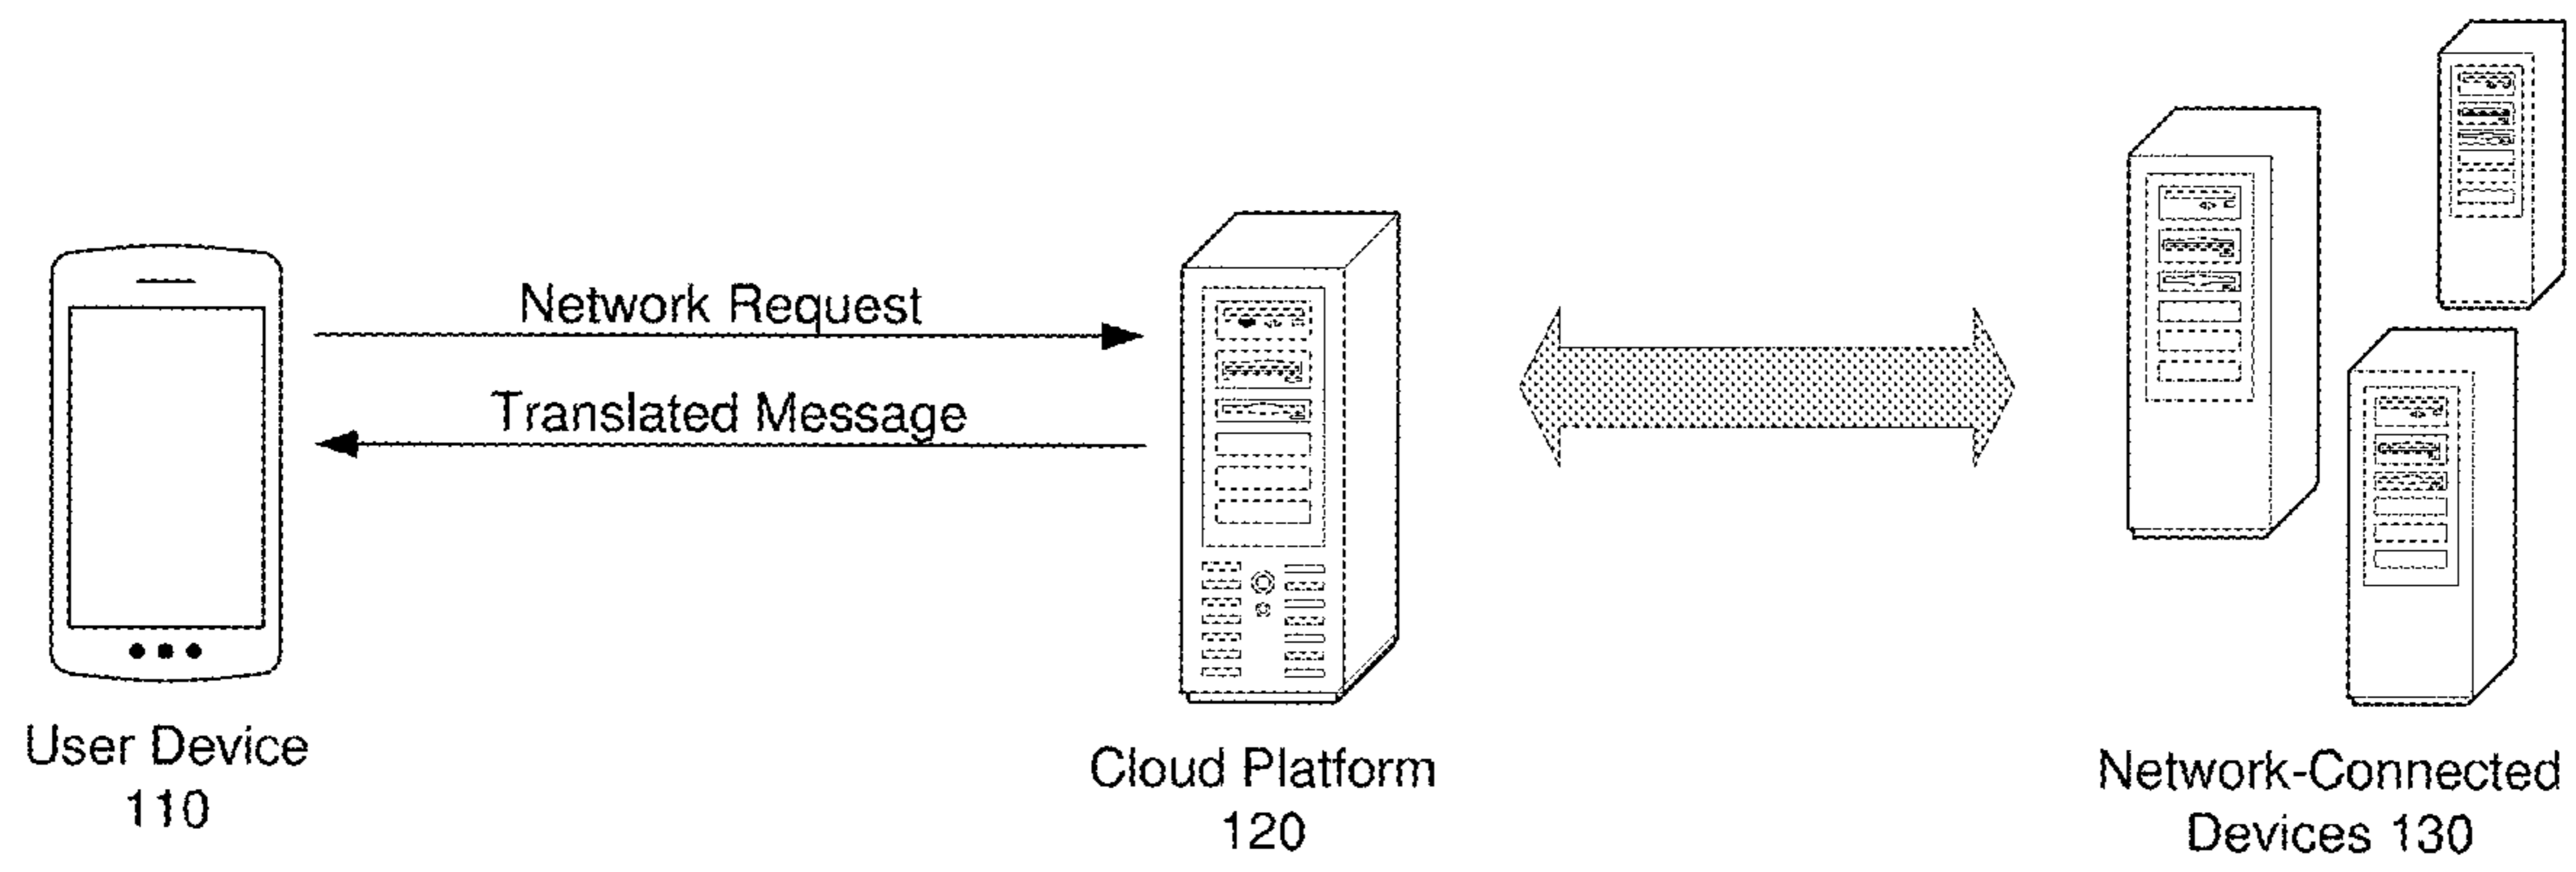 Network Request
Translated Message
User Device
110
Cloud Platform
120
Network-Connected
Devices 130